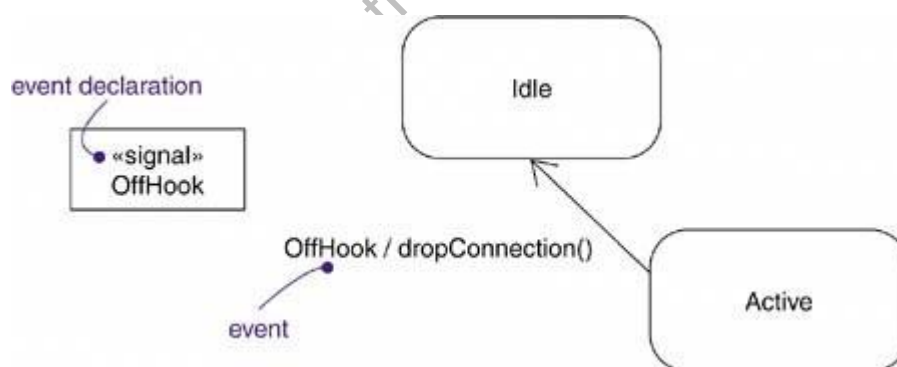 event declaration
«signal»
OffHook
Idle
OffHook / dropConnection()
event
Active